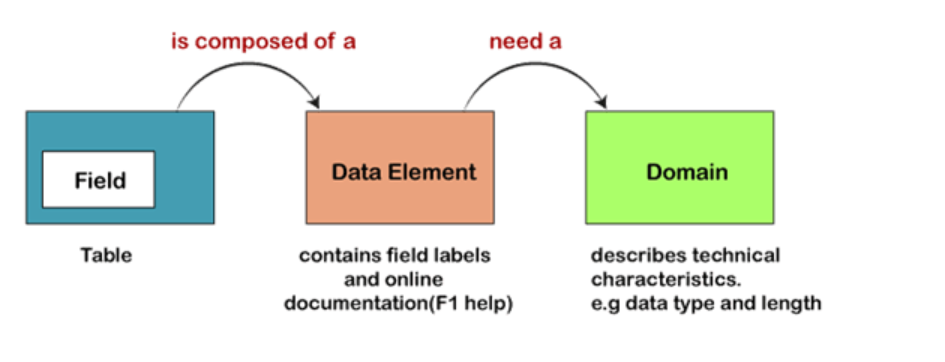 is composed of a
need a
Field
Data Element
Domain
Table
contains field labels
and online
documentation(F1 help)
describes technical
characteristics.
e.g data type and length